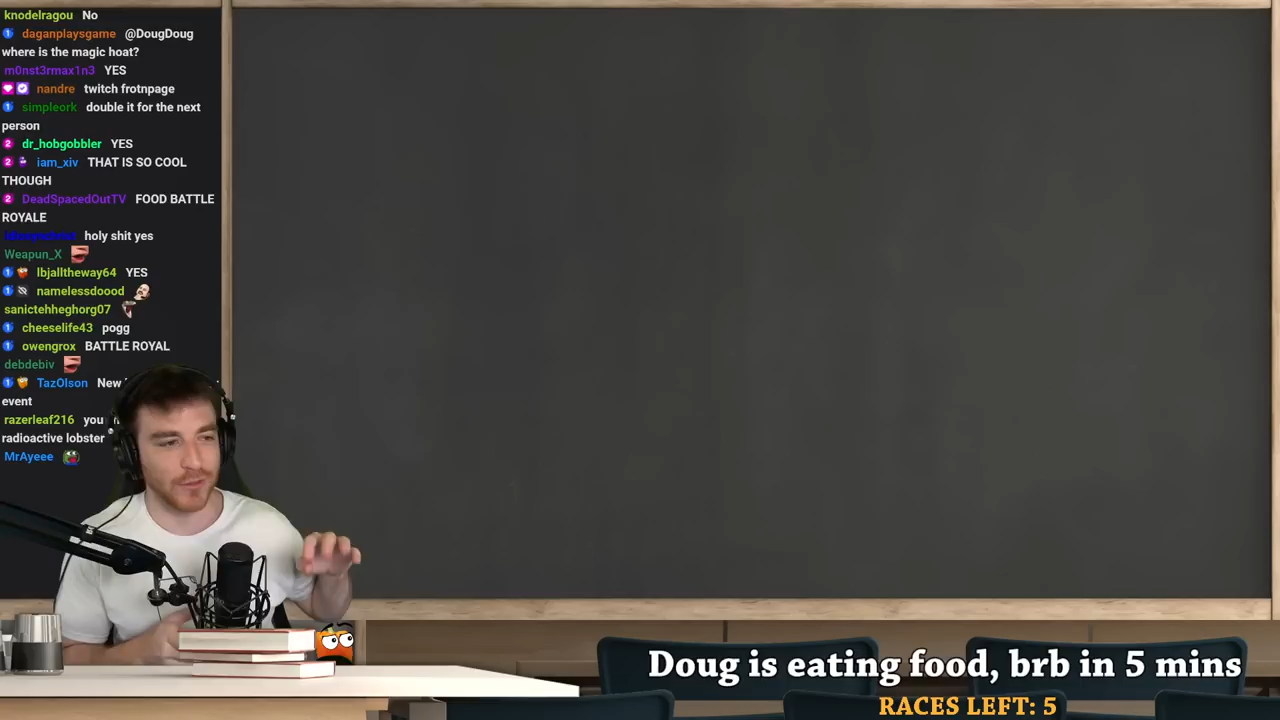 knodelragou No
daganplaysgame @DougDoug
where is the magic hoat?
m0nst3rmax1n3 YES
nandre twitch frotnpage
simpleork double it for the next
person
dr_hobgobbler YES
iam_xiv THAT IS SO COOL
THOUGH
DeadSpacedOutTV FOOD BATTLE
ROYALE
holy shit yes
Weapun_X
lbjalltheway64 YES
namelessdoood
sanictehheghorg07
cheeselife43 pogg
owengrox BATTLE ROYAL
debdebiv
TazOlson New
event
razerleaf216 you
radioactive lobster
MrAyeee
Doug is eating food, brb in 5 mins
RACES LEFT: 5